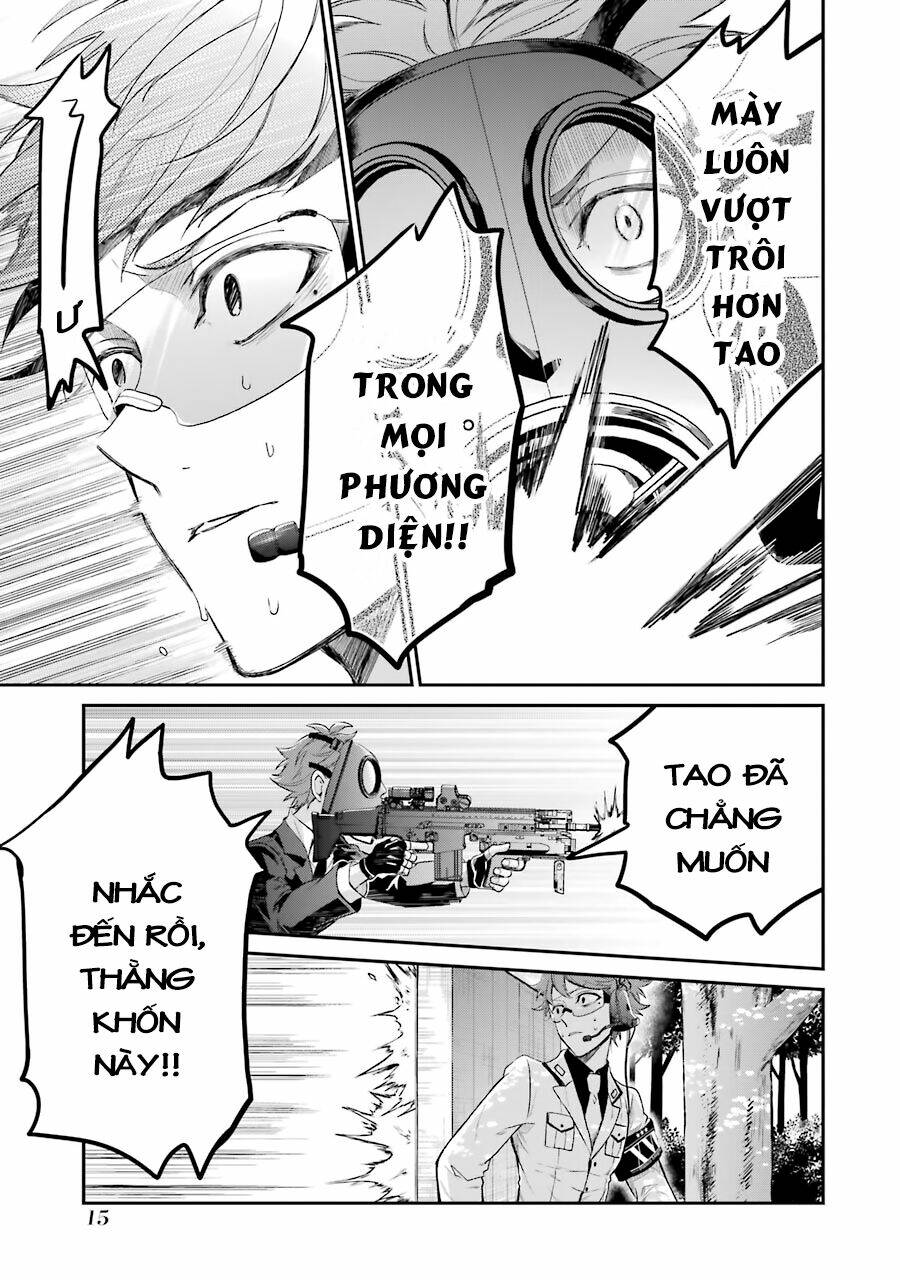 MÀY
LUÔN
VƯỢT
TRÔI
HƠN
TAO
TRONG
MỌI
PHƯƠNG
DIỆN!!
Ư
TAO ĐÃ
CHẲNG
MUỐN
NHẮC
ĐẾN RỒI,
THẰNG
KHỐN
NÀY!!
XII
15